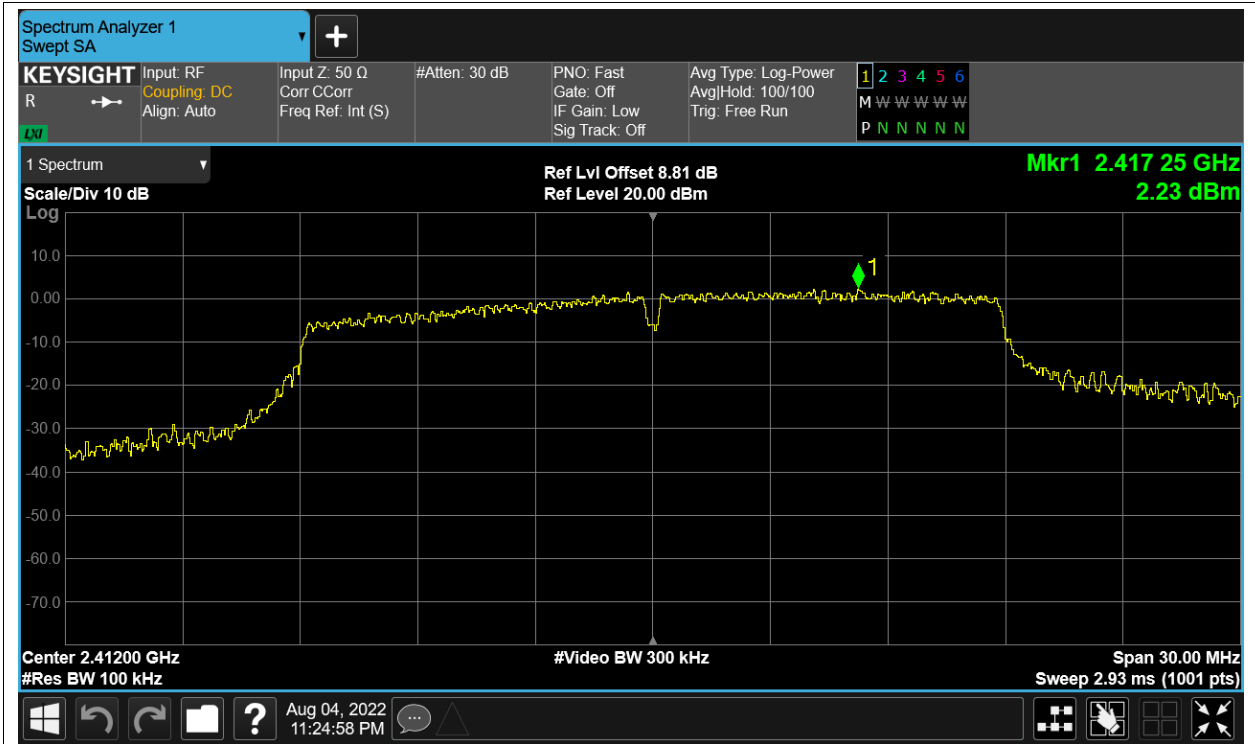 Spectrum Analyzer 1
Swept SA
KEYSIGHT
R
LXI
Input: RF
Coupling: DC
Align: Auto
Input Z: 50 Ω
Corr CCorr
Freq Ref: Int (S)
#Atten: 30 dB
PNO: Fast
Gate: Off
IF Gain: Low
Sig Track: Off
Avg Type: Log-Power
Avg|Hold: 100/100
Trig: Free Run
1 2 3 4 5 6
M W W W W W
P N N N N N
1 Spectrum
Scale/Div 10 dB
Log
Ref Lvl Offset 8.81 dB
Ref Level 20.00 dBm
Mkr1 2.417 25 GHz
2.23 dBm
1
10.0
0.00
-10.0
-20.0
-30.0
-40.0
-50.0
-60.0
-70.0
Center 2.41200 GHz
#Res BW 100 kHz
#Video BW 300 kHz
Span 30.00 MHz
Sweep 2.93 ms (1001 pts)
?
Aug 04, 2022
11:24:58 PM